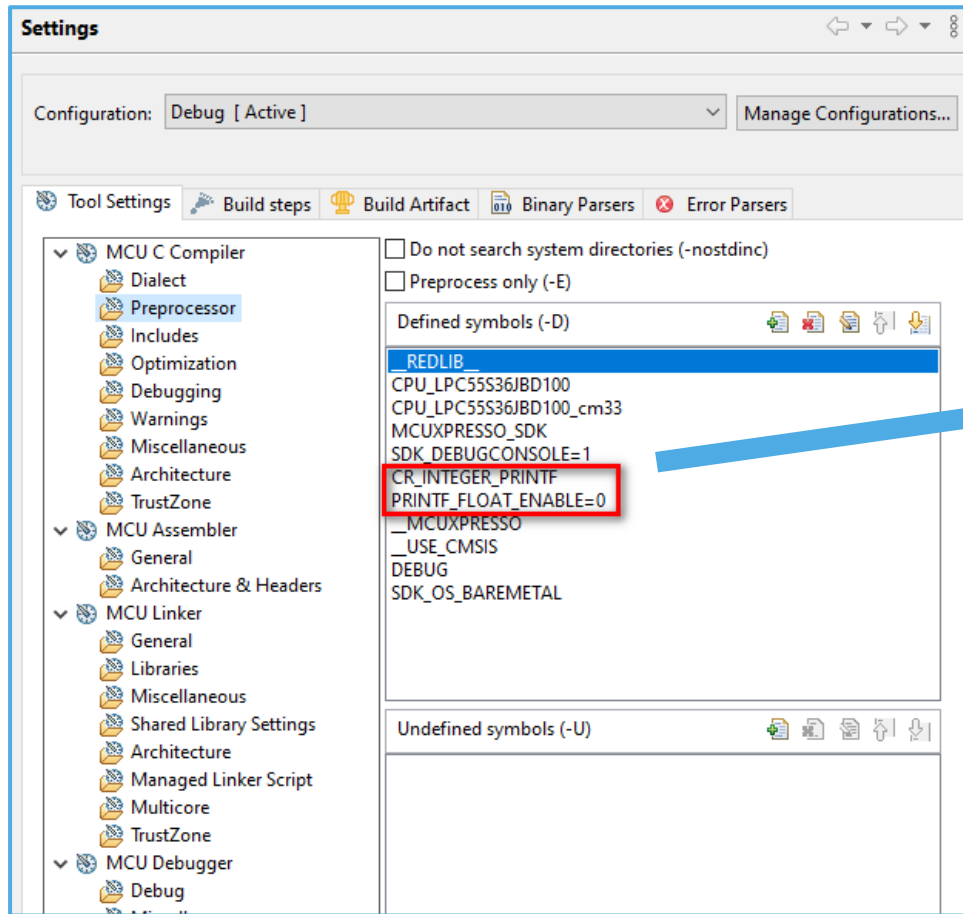 Settings
Configuration: Debug [ Active ] Manage Configurations...
Tool Settings Build steps Build Artifact Binary Parsers Error Parsers
MCU C Compiler
Dialect
Preprocessor
Includes
Optimization
Debugging
Warnings
Miscellaneous
Architecture
TrustZone
MCU Assembler
General
Architecture & Headers
MCU Linker
General
Libraries
Miscellaneous
Shared Library Settings
Architecture
Managed Linker Script
Multicore
TrustZone
MCU Debugger
Debug
Do not search system directories (-nostdinc)
Preprocess only (-E)
Defined symbols (-D)
__REDLIB__
CPU_LPC55S36JBD100
CPU_LPC55S36JBD100_cm33
MCUXPRESSO_SDK
SDK_DEBUGCONSOLE=1
CR_INTEGER_PRINTF
PRINTF_FLOAT_ENABLE=0
__MCUXPRESSO
__USE_CMSIS
DEBUG
SDK_OS_BAREMETAL
Undefined symbols (-U)